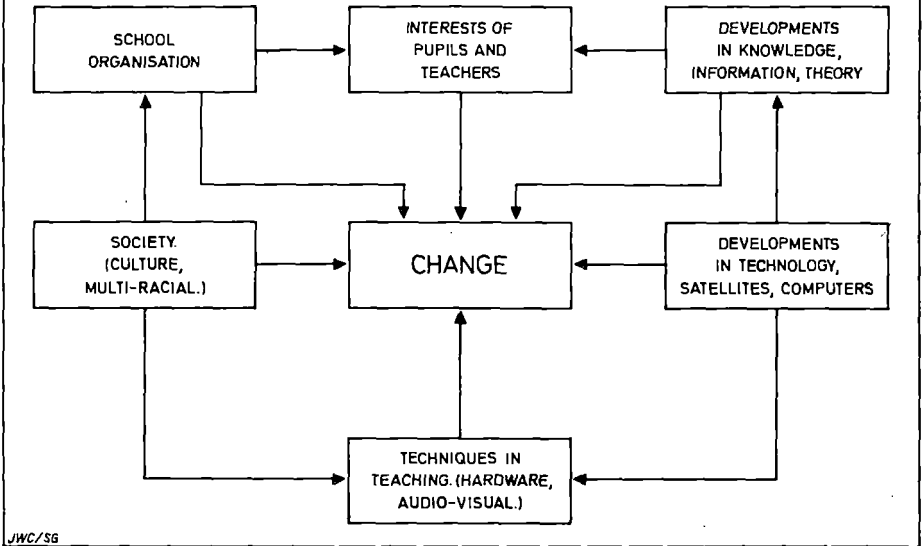 SCHOOL
ORGANISATION
INTERESTS OF
PUPILS AND
TEACHERS
DEVELOPMENTS
IN KNOWLEDGE,
INFORMATION, THEORY
SOCIETY.
(CULTURE,
MULTI-RACIAL.)
CHANGE
DEVELOPMENTS
IN TECHNOLOGY,
SATELLITES, COMPUTERS
TECHNIQUES IN
TEACHING. (HARDWARE,
AUDIO-VISUAL.)
JWC/SG